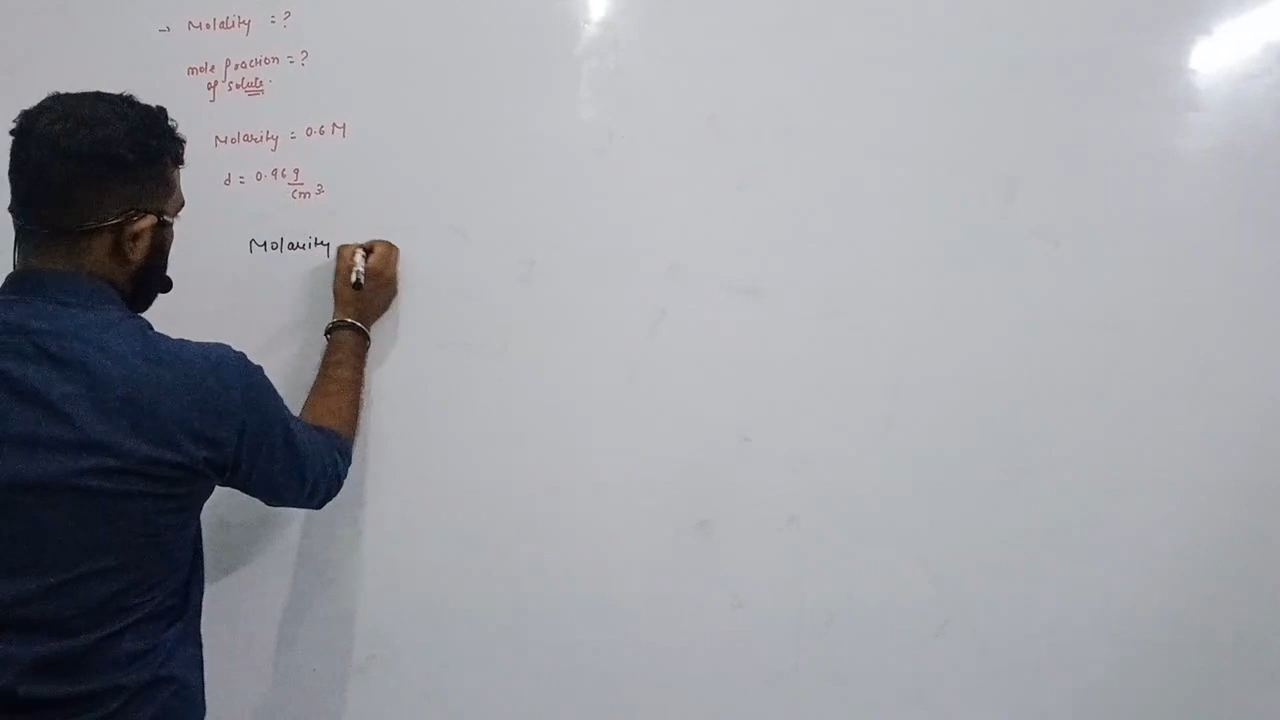 → Molality = ?
mole fraction = ?
of solute.
Molarity = 0.6 M
d = 0.96 g
cm3
Molarity